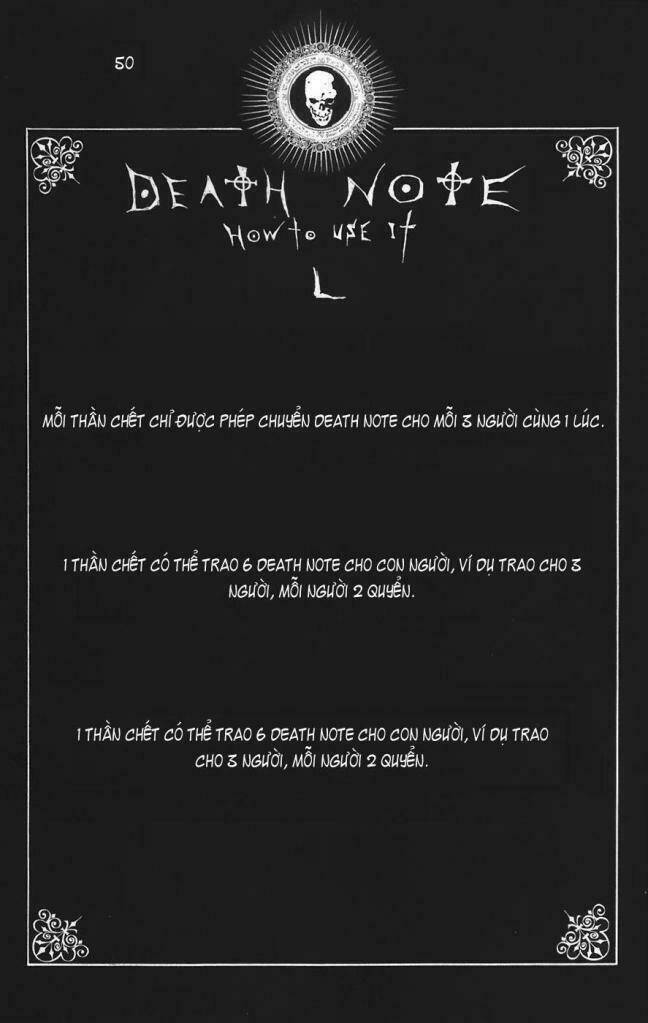 50
DEATH NOTE
HOW TO USE IT
L
MỖI THẦN CHẾT CHỈ ĐƯỢC PHÉP CHUYỂN DEATH NOTE CHO MỖI 3 NGƯỜI CÙNG 1 LÚC.
1 THẦN CHẾT CÓ THỂ TRAO 6 DEATH NOTE CHO CON NGƯỜI, VÍ DỤ TRAO CHO 3
NGƯỜI, MỖI NGƯỜI 2 QUYỂN.
1 THẦN CHẾT CÓ THỂ TRAO 6 DEATH NOTE CHO CON NGƯỜI, VÍ DỤ TRAO
CHO 3 NGƯỜI, MỖI NGƯỜI 2 QUYỂN.